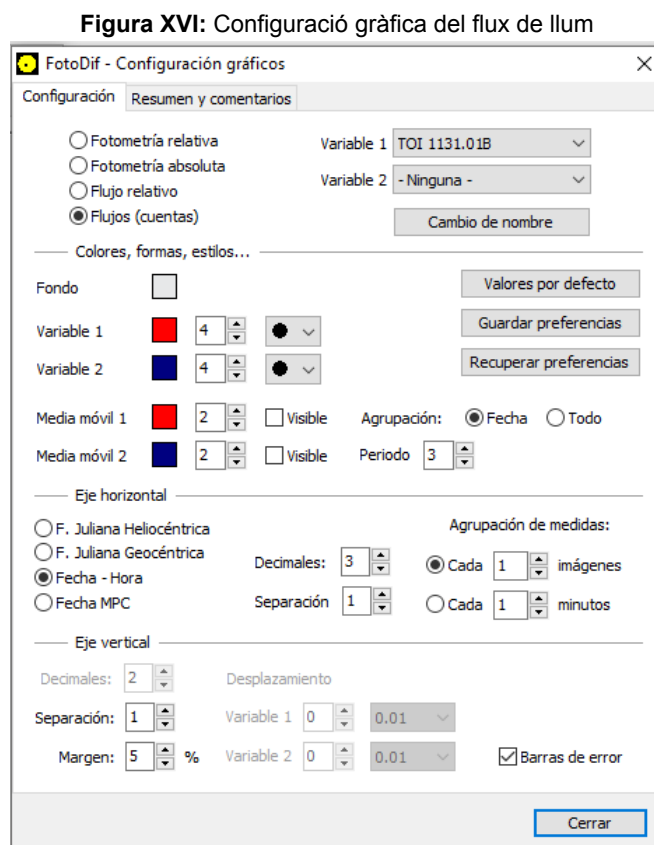 Figura XVI: Configuració gràfica del flux de llum
FotoDif - Configuración gráficos
Configuración Resumen y comentarios
Fotometría relativa
Fotometría absoluta
Flujo relativo
Flujos (cuentas)
Variable 1 TOI 1131.01B
Variable 2 - Ninguna -
Cambio de nombre
Colores, formas, estilos...
Fondo
Valores por defecto
Variable 1 4
Guardar preferencias
Variable 2 4
Recuperar preferencias
Media móvil 1 2 Visible Agrupación: Fecha Todo
Media móvil 2 2 Visible Periodo 3
Eje horizontal
F. Juliana Heliocéntrica
F. Juliana Geocéntrica
Fecha - Hora
Fecha MPC
Decimales: 3
Separación 1
Agrupación de medidas:
Cada 1 imágenes
Cada 1 minutos
Eje vertical
Decimales: 2 Desplazamiento
Separación: 1 Variable 1 0 0.01
Margen: 5 % Variable 2 0 0.01 Barras de error
Cerrar